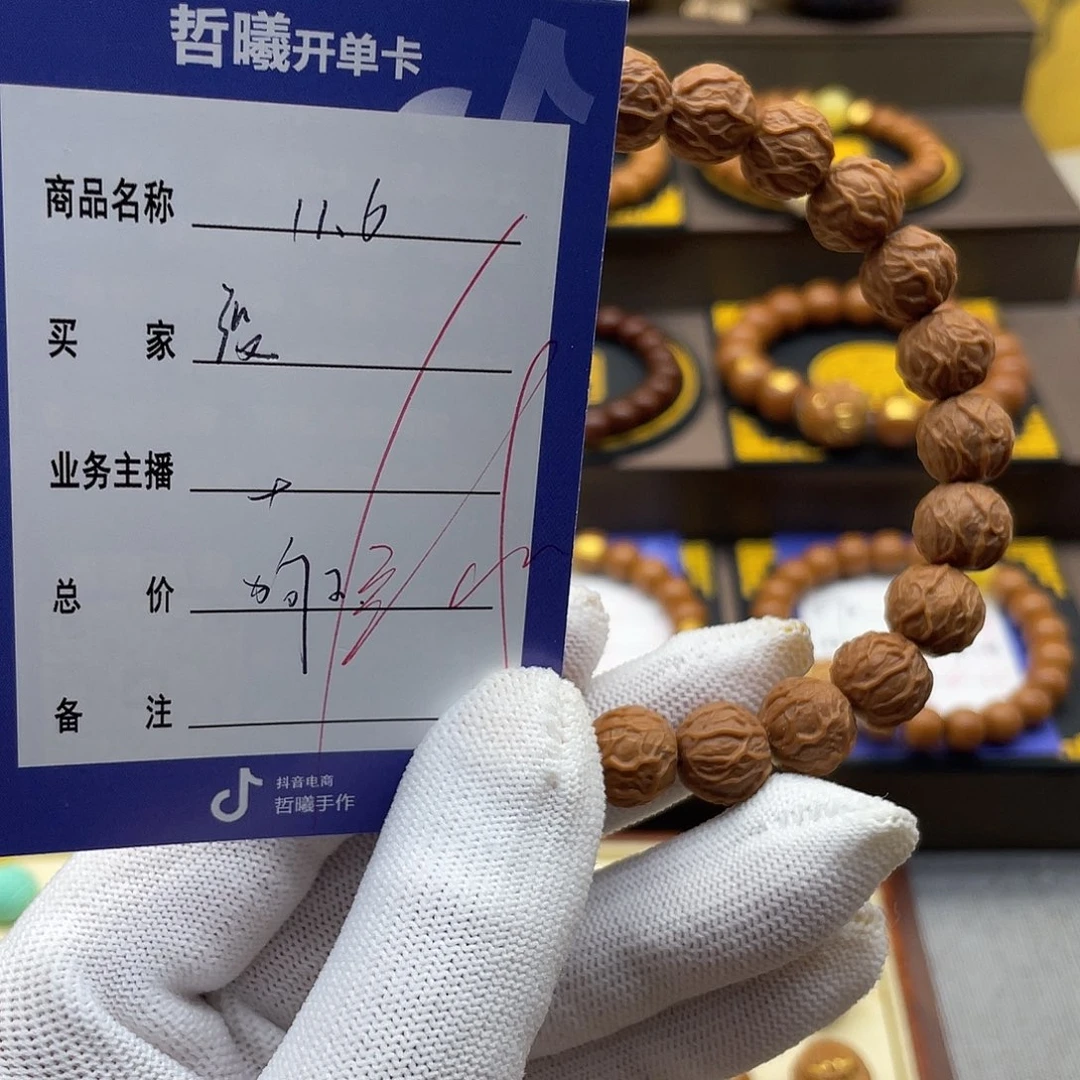 哲曦开单卡
商品名称 11.6
买家 张
业务主播
总价
备注
抖音电商
哲曦手作